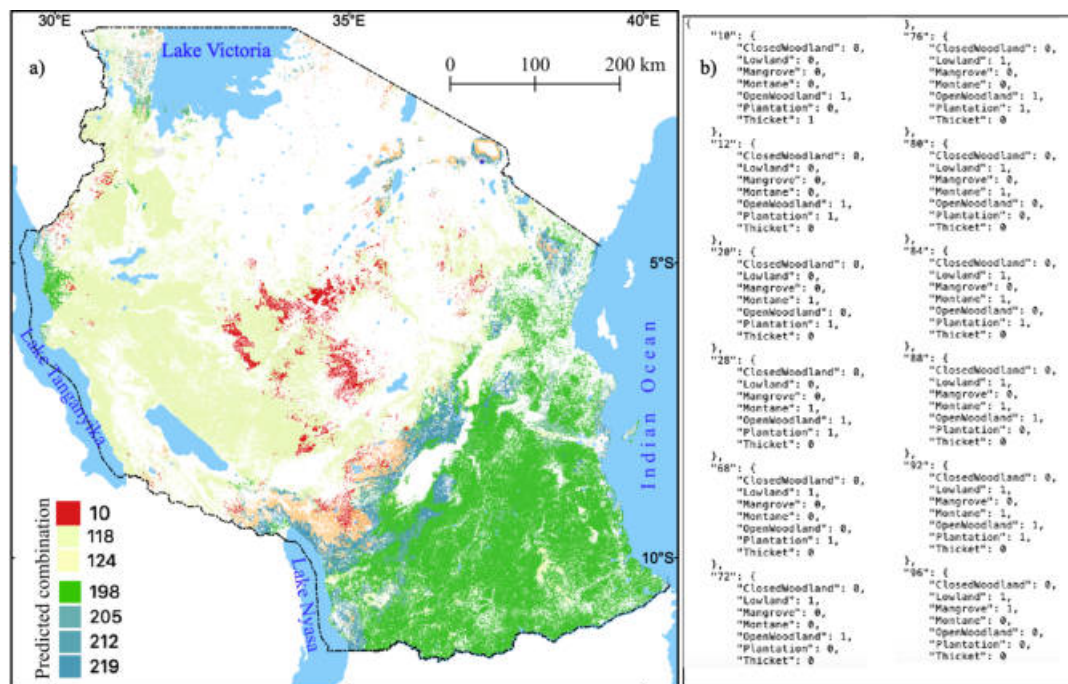 30°E
35°E
40°E
a)
Lake Victoria
0 100 200 km
5°S
Lake Tanganyika
Indian Ocean
10°S
Lake Nyasa
Predicted combination
10
118
124
198
205
212
219
b)
{
"10": {
"ClosedWoodland": 0,
"Lowland": 0,
"Mangrove": 0,
"Montane": 0,
"OpenWoodland": 1,
"Plantation": 0,
"Thicket": 1
},
"12": {
"ClosedWoodland": 0,
"Lowland": 0,
"Mangrove": 0,
"Montane": 0,
"OpenWoodland": 1,
"Plantation": 1,
"Thicket": 0
},
"20": {
"ClosedWoodland": 0,
"Lowland": 0,
"Mangrove": 0,
"Montane": 1,
"OpenWoodland": 0,
"Plantation": 1,
"Thicket": 0
},
"28": {
"ClosedWoodland": 0,
"Lowland": 0,
"Mangrove": 0,
"Montane": 1,
"OpenWoodland": 1,
"Plantation": 1,
"Thicket": 0
},
"68": {
"ClosedWoodland": 0,
"Lowland": 1,
"Mangrove": 0,
"Montane": 0,
"OpenWoodland": 0,
"Plantation": 1,
"Thicket": 0
},
"72": {
"ClosedWoodland": 0,
"Lowland": 1,
"Mangrove": 0,
"Montane": 0,
"OpenWoodland": 1,
"Plantation": 0,
"Thicket": 0
},
"76": {
"ClosedWoodland": 0,
"Lowland": 1,
"Mangrove": 0,
"Montane": 0,
"OpenWoodland": 1,
"Plantation": 1,
"Thicket": 0
},
"80": {
"ClosedWoodland": 0,
"Lowland": 1,
"Mangrove": 0,
"Montane": 1,
"OpenWoodland": 0,
"Plantation": 0,
"Thicket": 0
},
"84": {
"ClosedWoodland": 0,
"Lowland": 1,
"Mangrove": 0,
"Montane": 1,
"OpenWoodland": 0,
"Plantation": 1,
"Thicket": 0
},
"88": {
"ClosedWoodland": 0,
"Lowland": 1,
"Mangrove": 0,
"Montane": 1,
"OpenWoodland": 1,
"Plantation": 0,
"Thicket": 0
},
"92": {
"ClosedWoodland": 0,
"Lowland": 1,
"Mangrove": 0,
"Montane": 1,
"OpenWoodland": 1,
"Plantation": 1,
"Thicket": 0
},
"96": {
"ClosedWoodland": 0,
"Lowland": 1,
"Mangrove": 1,
"Montane": 0,
"OpenWoodland": 0,
"Plantation": 0,
"Thicket": 0